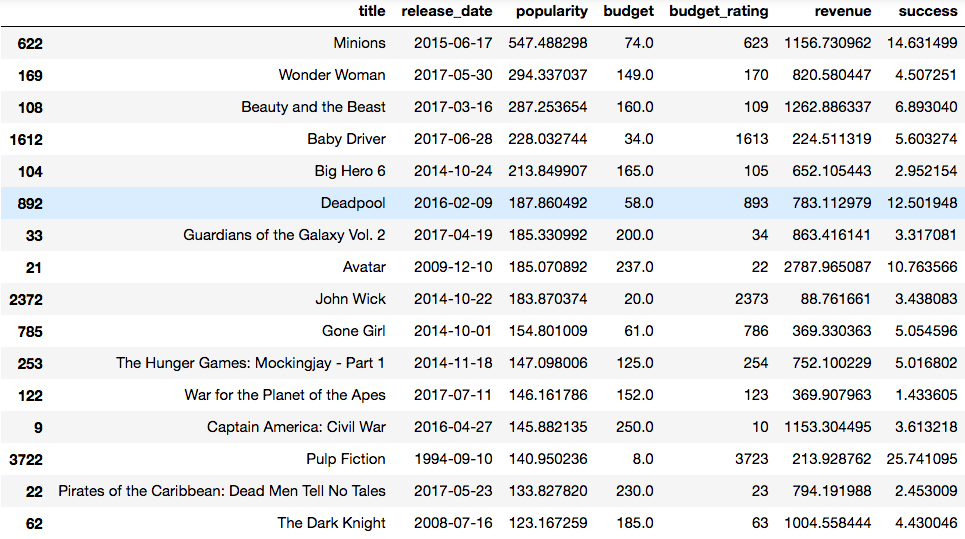 title release_date popularity budget budget_rating revenue success
622 Minions 2015-06-17 547.488298 74.0 623 1156.730962 14.631499
169 Wonder Woman 2017-05-30 294.337037 149.0 170 820.580447 4.507251
108 Beauty and the Beast 2017-03-16 287.253654 160.0 109 1262.886337 6.893040
1612 Baby Driver 2017-06-28 228.032744 34.0 1613 224.511319 5.603274
104 Big Hero 6 2014-10-24 213.849907 165.0 105 652.105443 2.952154
892 Deadpool 2016-02-09 187.860492 58.0 893 783.112979 12.501948
33 Guardians of the Galaxy Vol. 2 2017-04-19 185.330992 200.0 34 863.416141 3.317081
21 Avatar 2009-12-10 185.070892 237.0 22 2787.965087 10.763566
2372 John Wick 2014-10-22 183.870374 20.0 2373 88.761661 3.438083
785 Gone Girl 2014-10-01 154.801009 61.0 786 369.330363 5.054596
253 The Hunger Games: Mockingjay - Part 1 2014-11-18 147.098006 125.0 254 752.100229 5.016802
122 War for the Planet of the Apes 2017-07-11 146.161786 152.0 123 369.907963 1.433605
9 Captain America: Civil War 2016-04-27 145.882135 250.0 10 1153.304495 3.613218
3722 Pulp Fiction 1994-09-10 140.950236 8.0 3723 213.928762 25.741095
22 Pirates of the Caribbean: Dead Men Tell No Tales 2017-05-23 133.827820 230.0 23 794.191988 2.453009
62 The Dark Knight 2008-07-16 123.167259 185.0 63 1004.558444 4.430046